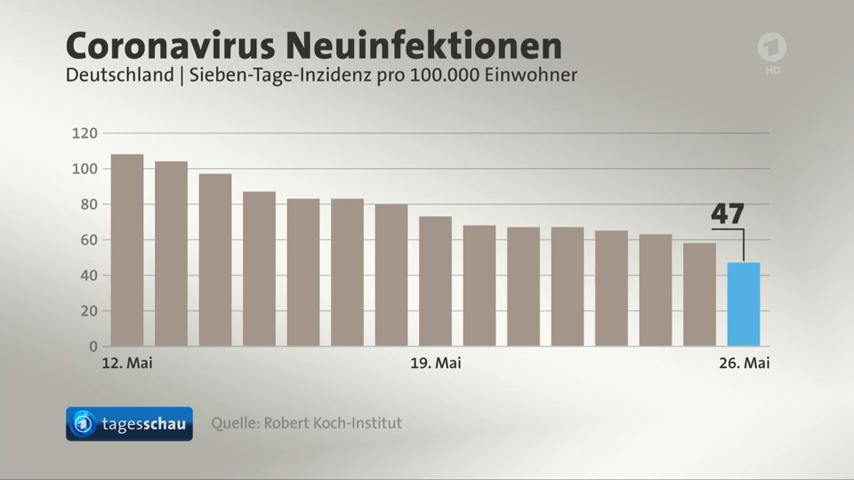 Coronavirus Neuinfektionen
Deutschland | Sieben-Tage-Inzidenz pro 100.000 Einwohner
HD
120
100
80
60
40
20
0
47
12. Mai
19. Mai
26. Mai
tagesschau
Quelle: Robert Koch-Institut